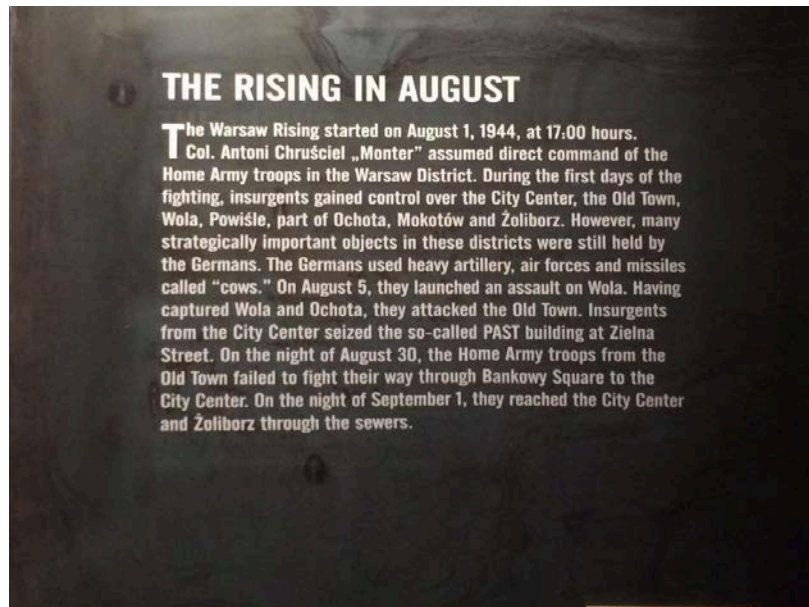 THE RISING IN AUGUST
The Warsaw Rising started on August 1, 1944, at 17:00 hours.
Col. Antoni Chruściel „Monter” assumed direct command of the
Home Army troops in the Warsaw District. During the first days of the
fighting, insurgents gained control over the City Center, the Old Town,
Wola, Powiśle, part of Ochota, Mokotów and Żoliborz. However, many
strategically important objects in these districts were still held by
the Germans. The Germans used heavy artillery, air forces and missiles
called “cows.” On August 5, they launched an assault on Wola. Having
captured Wola and Ochota, they attacked the Old Town. Insurgents
from the City Center seized the so-called PAST building at Zielna
Street. On the night of August 30, the Home Army troops from the
Old Town failed to fight their way through Bankowy Square to the
City Center. On the night of September 1, they reached the City Center
and Żoliborz through the sewers.